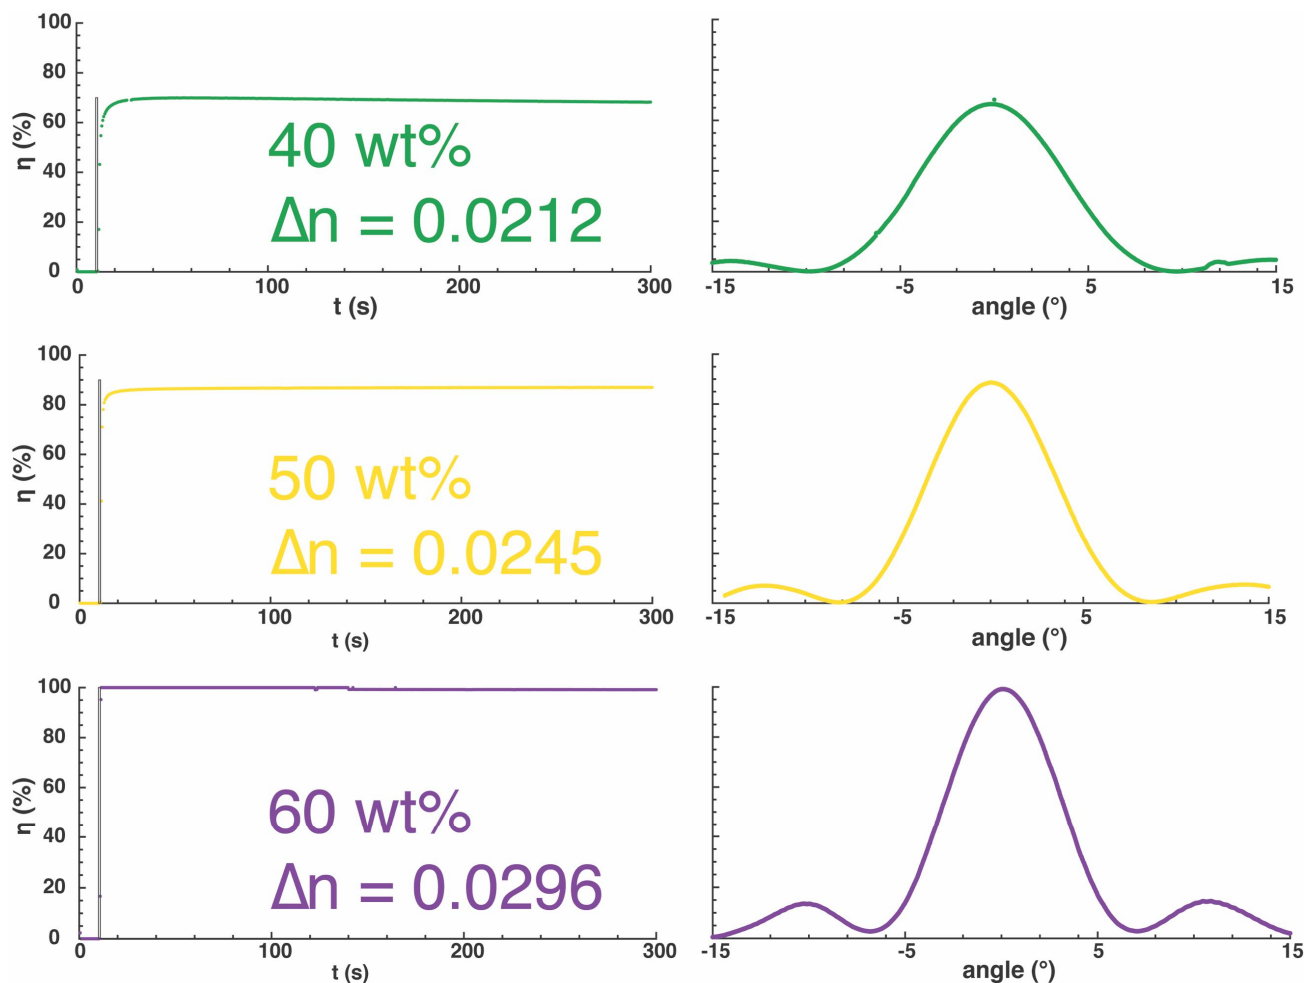 100
80
60
40
20
0
η (%)
0 100 200 300
t (s)
40 wt%
Δn = 0.0212
-15 -5 5 15
angle (°)
100
80
60
40
20
0
η (%)
0 100 200 300
t (s)
50 wt%
Δn = 0.0245
-15 -5 5 15
angle (°)
100
80
60
40
20
0
η (%)
0 100 200 300
t (s)
60 wt%
Δn = 0.0296
-15 -5 5 15
angle (°)